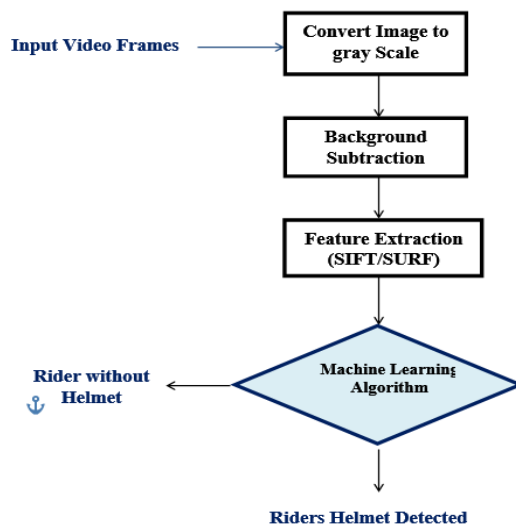 Input Video Frames
Convert Image to
gray Scale
Background
Subtraction
Feature Extraction
(SIFT/SURF)
Machine Learning
Algorithm
Rider without
Helmet
Riders Helmet Detected